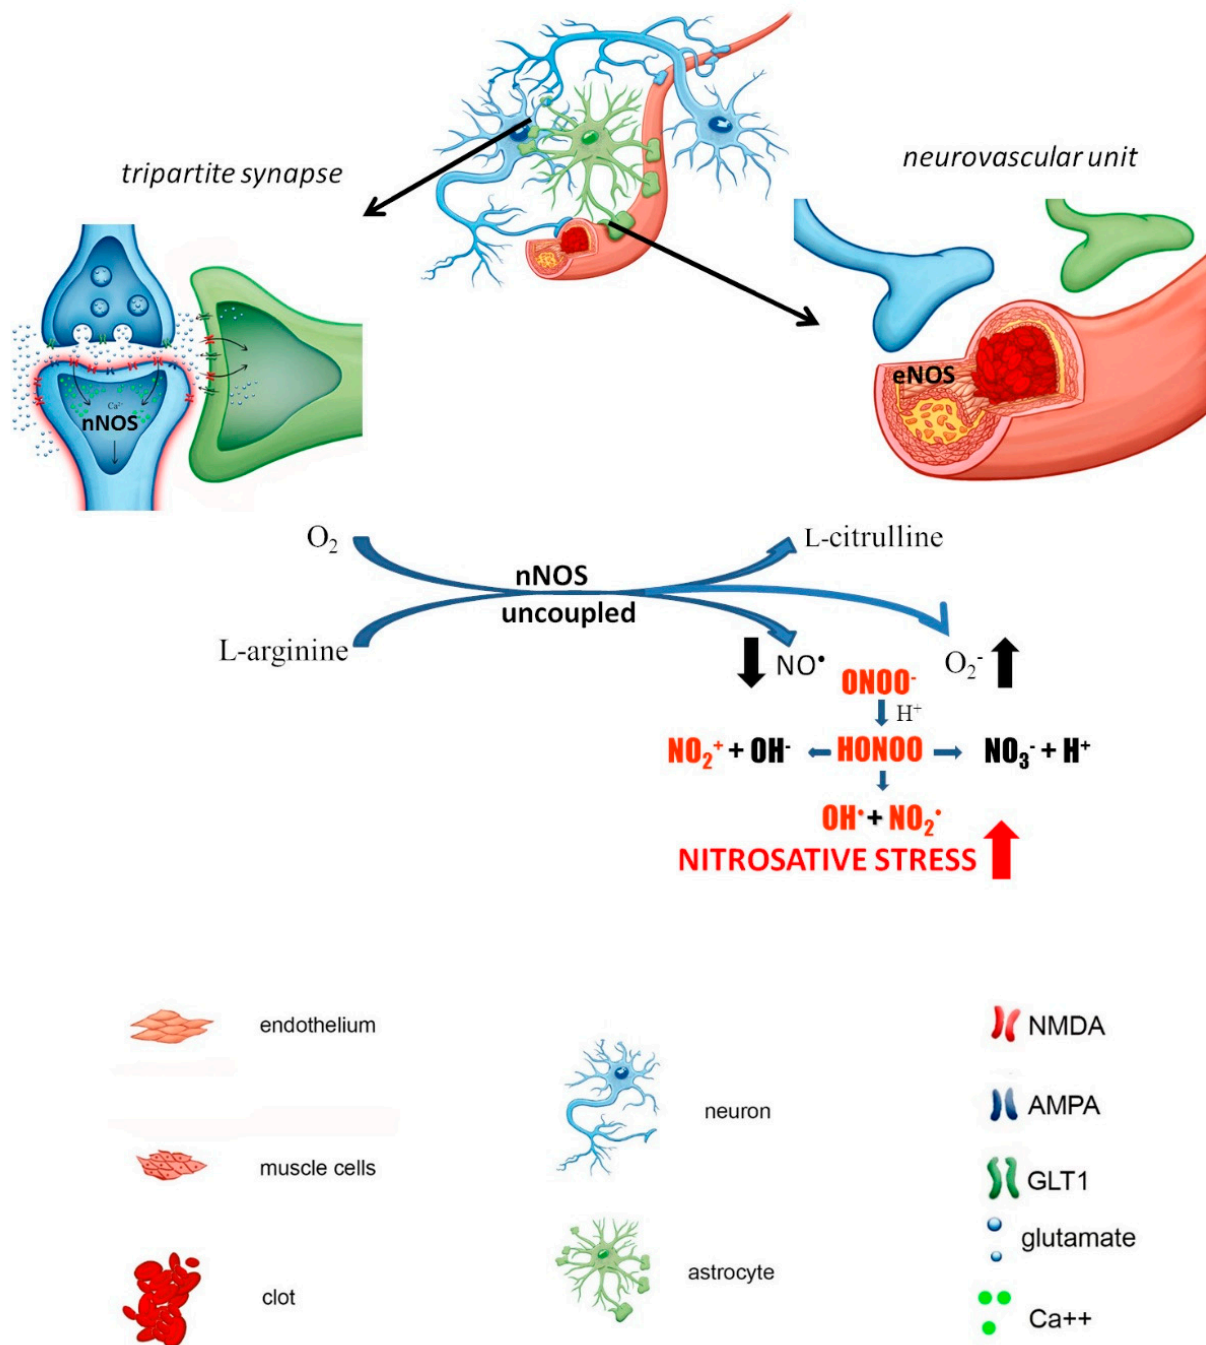 tripartite synapse
neurovascular unit
Ca²⁺
nNOS
eNOS
O₂
L-citrulline
nNOS
uncoupled
L-arginine
NO•
O₂⁻
ONOO⁻
H⁺
NO₂⁺ + OH⁻
HONOO
NO₃⁻ + H⁺
OH• + NO₂•
NITROSATIVE STRESS
endothelium
muscle cells
clot
neuron
astrocyte
NMDA
AMPA
GLT1
glutamate
Ca++